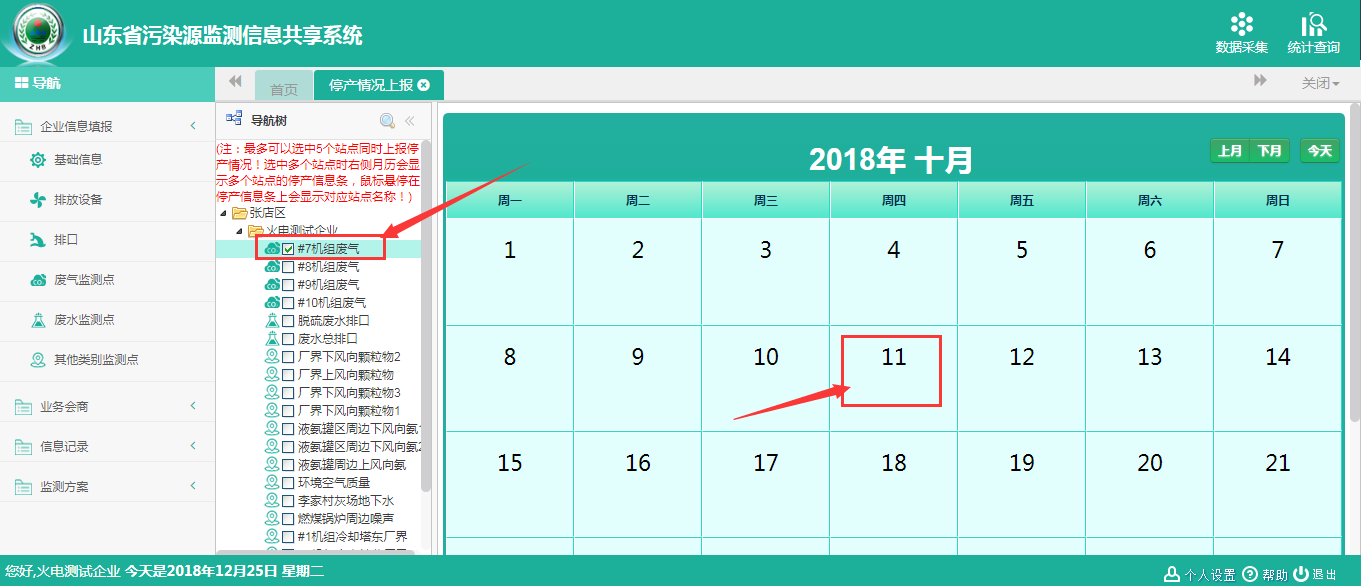 ZHB
山东省污染源监测信息共享系统
数据采集
统计查询
导航
首页
停产情况上报
关闭
企业信息填报
基础信息
排放设备
排口
废气监测点
废水监测点
其他类别监测点
业务会商
信息记录
监测方案
导航树
(注：最多可以选中5个站点同时上报停
产情况！选中多个站点时右侧月历会显
示多个站点的停产信息条，鼠标悬停在
停产信息条上会显示对应站点名称！)
张店区
火电测试企业
#7机组废气
#8机组废气
#9机组废气
#10机组废气
脱硫废水排口
废水总排口
厂界下风向颗粒物2
厂界上风向颗粒物
厂界下风向颗粒物3
厂界下风向颗粒物1
液氨罐区周边下风向氨1
液氨罐区周边下风向氨2
液氨罐周边上风向氨
环境空气质量
李家村灰场地下水
燃煤锅炉周边噪声
#1机组冷却塔东厂界
2018年 十月
上月 下月 今天
周一 周二 周三 周四 周五 周六 周日
1 2 3 4 5 6 7
8 9 10 11 12 13 14
15 16 17 18 19 20 21
您好,火电测试企业 今天是2018年12月25日 星期二
个人设置 帮助 退出